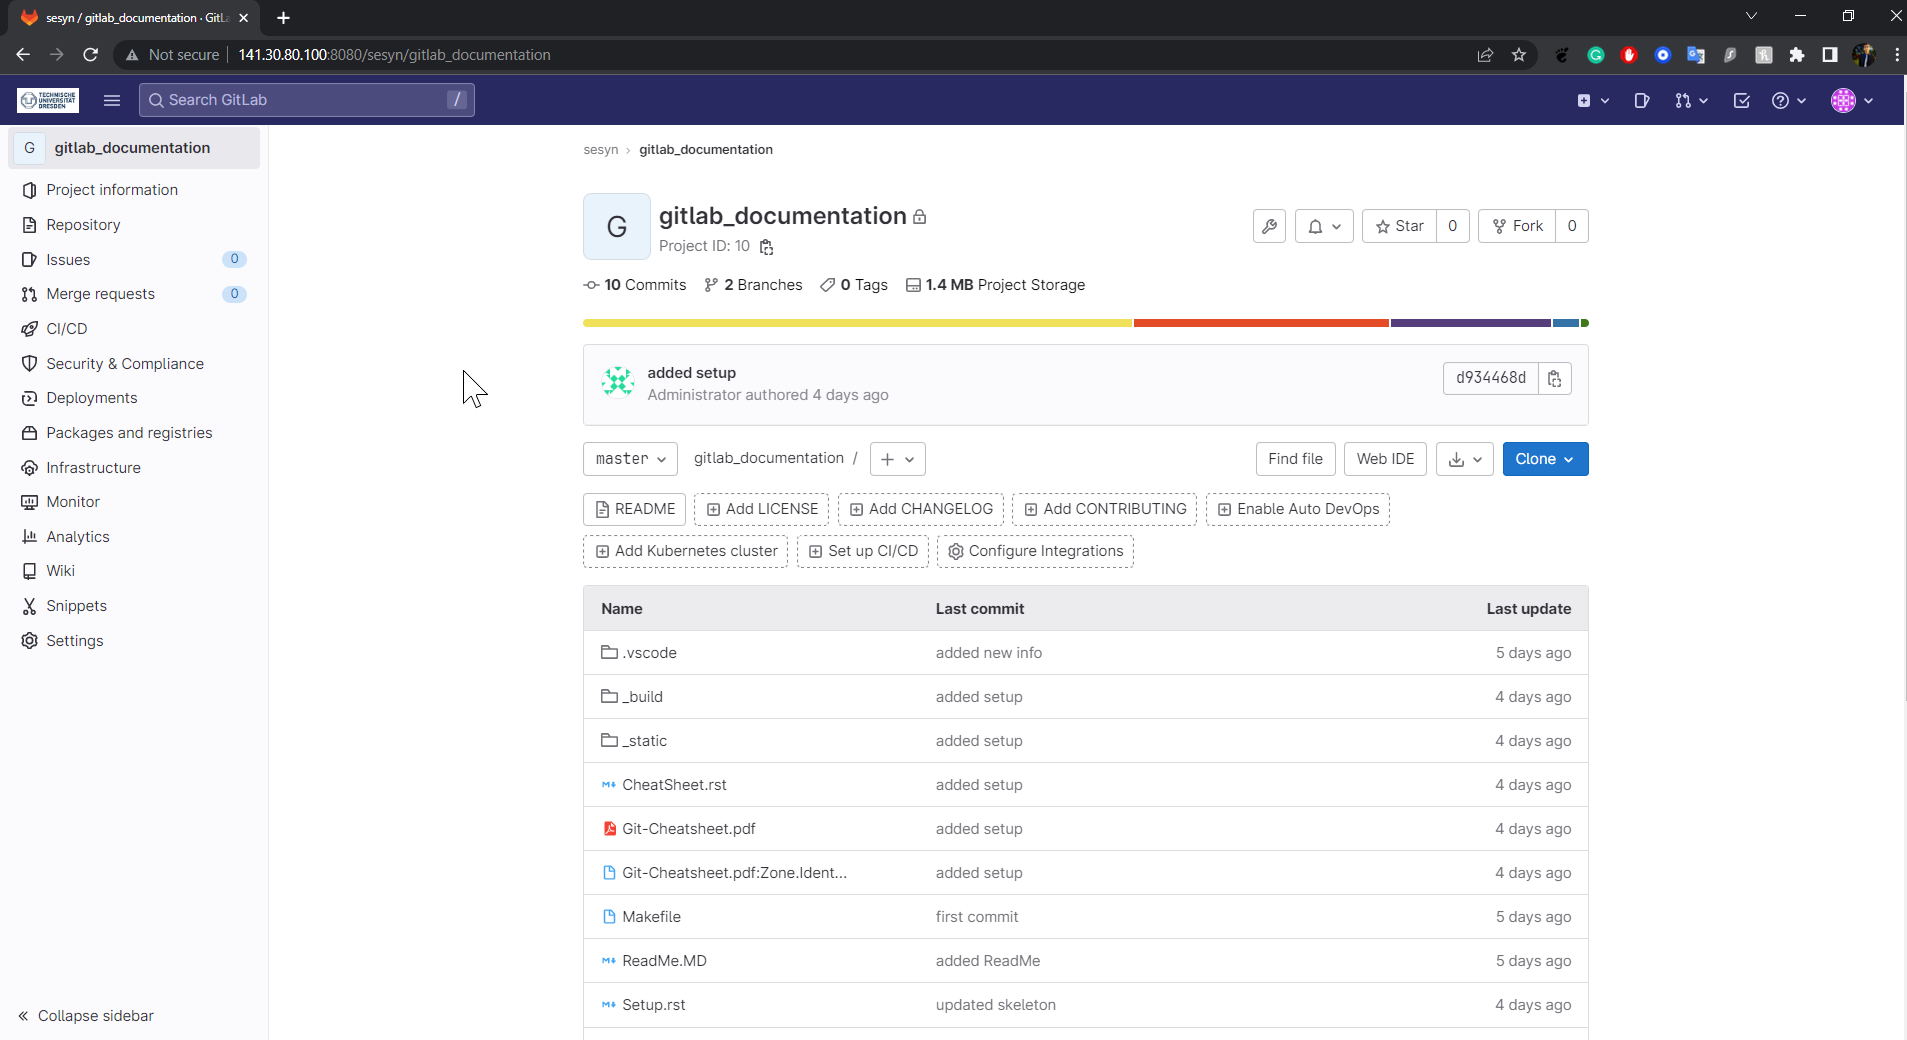 sesyn / gitlab_documentation · GitLa
Not secure 141.30.80.100:8080/sesyn/gitlab_documentation
TECHNISCHE
UNIVERSITÄT
DRESDEN
Search GitLab /
G gitlab_documentation
Project information
Repository
Issues 0
Merge requests 0
CI/CD
Security & Compliance
Deployments
Packages and registries
Infrastructure
Monitor
Analytics
Wiki
Snippets
Settings
« Collapse sidebar
sesyn › gitlab_documentation
G
gitlab_documentation
Project ID: 10
Star 0 Fork 0
10 Commits 2 Branches 0 Tags 1.4 MB Project Storage
added setup
Administrator authored 4 days ago
d934468d
master gitlab_documentation / + Find file Web IDE Clone
README Add LICENSE Add CHANGELOG Add CONTRIBUTING Enable Auto DevOps
Add Kubernetes cluster Set up CI/CD Configure Integrations
Name Last commit Last update
.vscode added new info 5 days ago
_build added setup 4 days ago
_static added setup 4 days ago
CheatSheet.rst added setup 4 days ago
Git-Cheatsheet.pdf added setup 4 days ago
Git-Cheatsheet.pdf:Zone.Ident... added setup 4 days ago
Makefile first commit 5 days ago
ReadMe.MD added ReadMe 5 days ago
Setup.rst updated skeleton 4 days ago